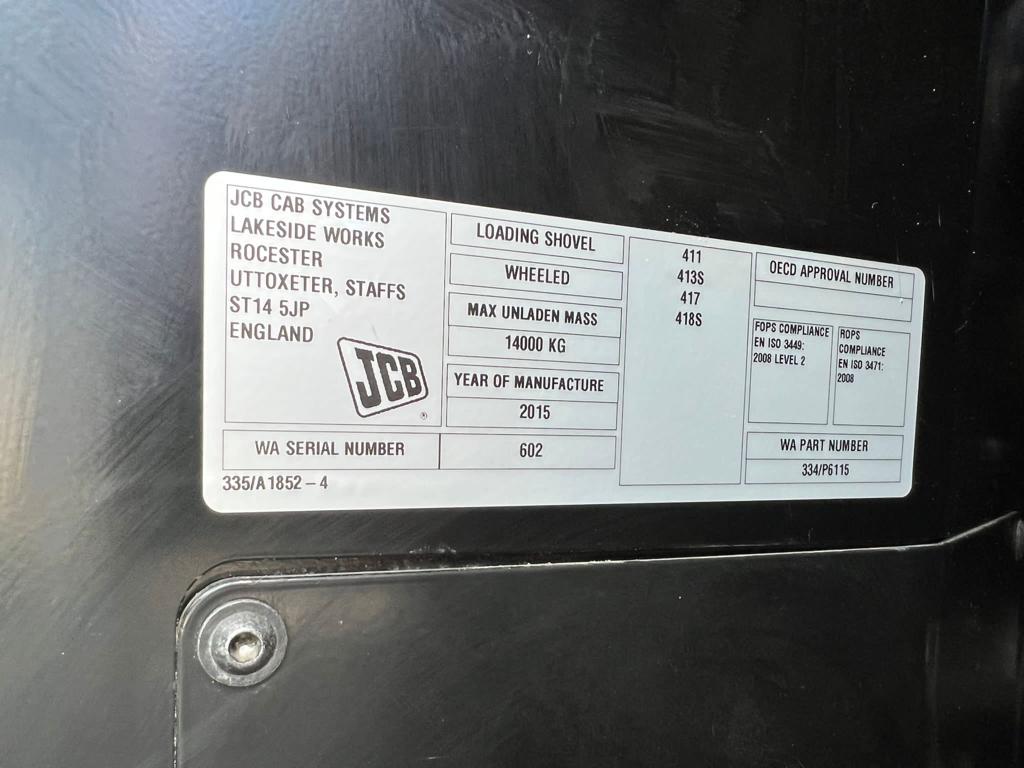 JCB CAB SYSTEMS
LAKESIDE WORKS
ROCESTER
UTTOXETER, STAFFS
ST14 5JP
ENGLAND
JCB
®
LOADING SHOVEL
WHEELED
MAX UNLADEN MASS
14000 KG
YEAR OF MANUFACTURE
2015
WA SERIAL NUMBER
602
335/A1852 – 4
411
413S
417
418S
OECD APPROVAL NUMBER
FOPS COMPLIANCE
EN ISO 3449:
2008 LEVEL 2
ROPS
COMPLIANCE
EN ISO 3471:
2008
WA PART NUMBER
334/P6115